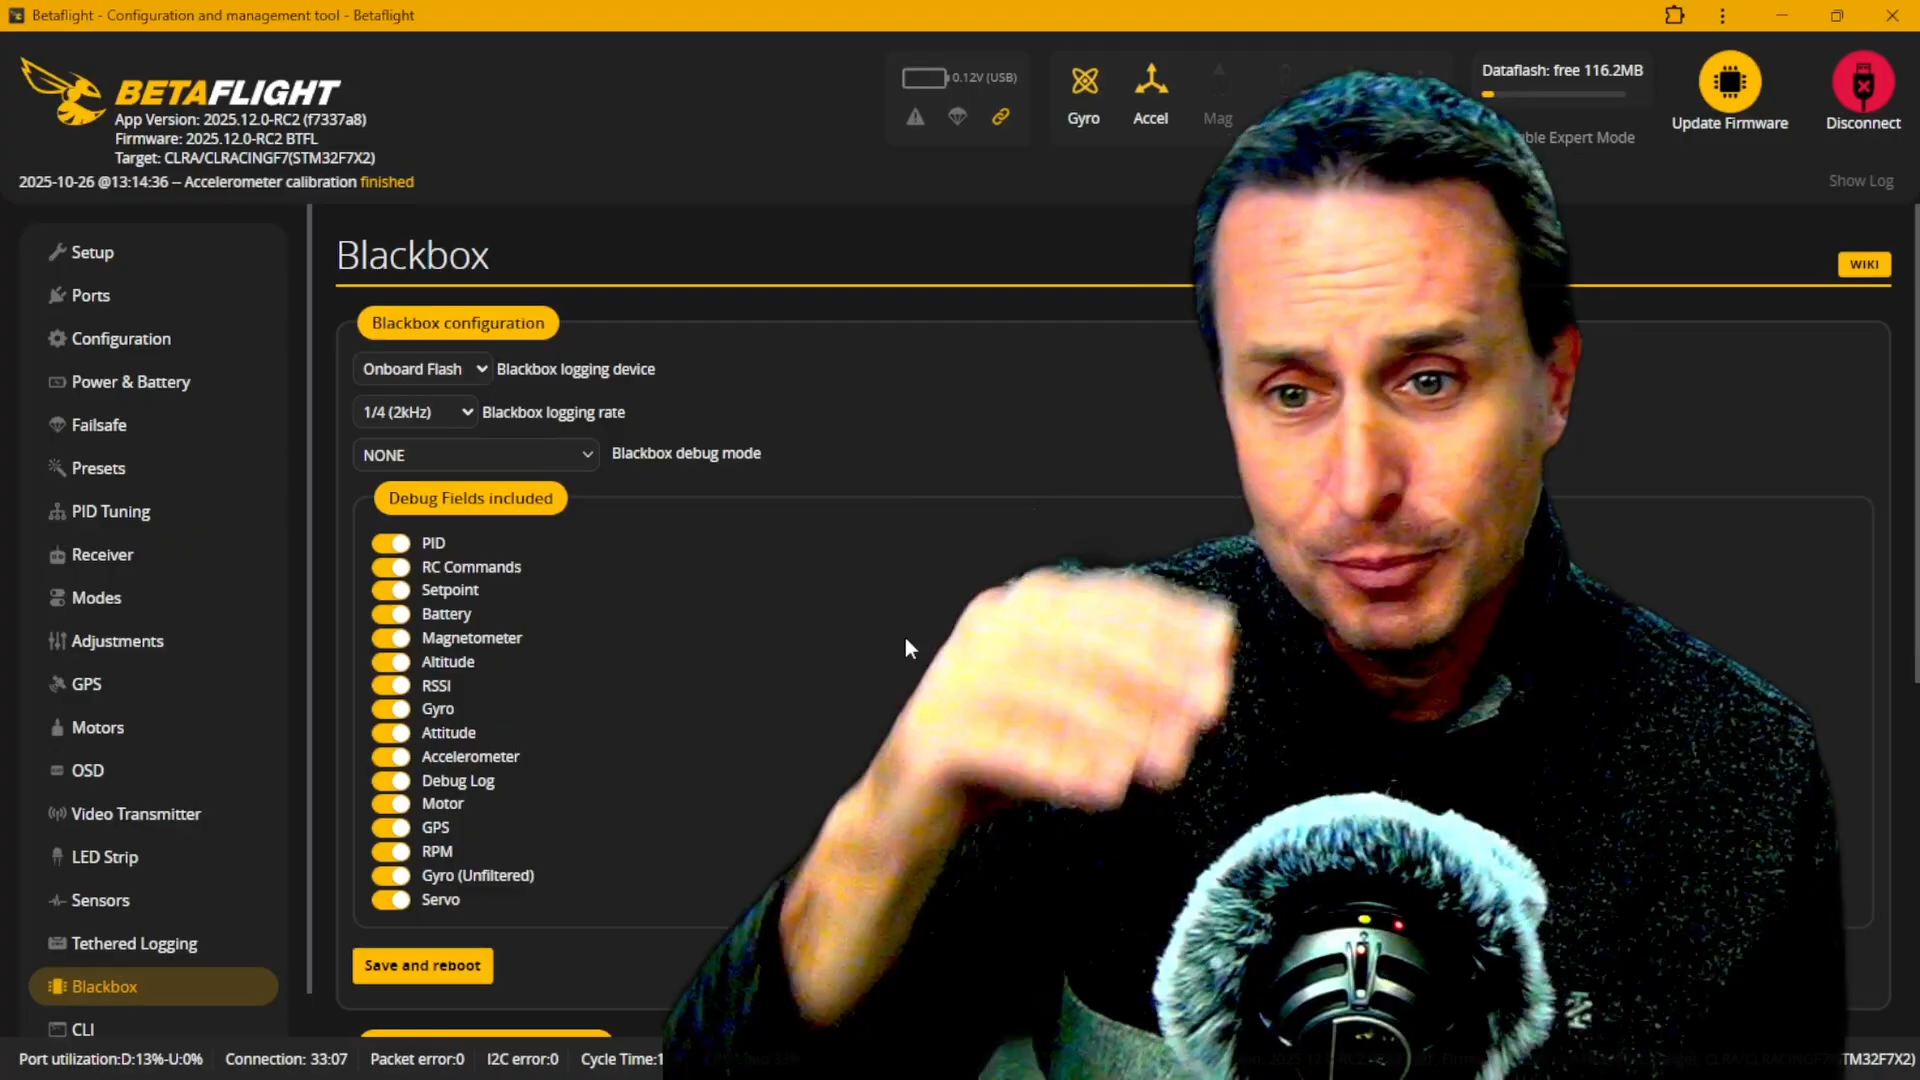 Betaflight - Configuration and management tool - Betaflight
BETAFLIGHT
App Version: 2025.12.0-RC2 (f7337a8)
Firmware: 2025.12.0-RC2 BTFL
Target: CLRA/CLRACINGF7(STM32F7X2)
2025-10-26 @13:14:36 -- Accelerometer calibration finished
0.12V (USB)
Gyro
Accel
Mag
Dataflash: free 116.2MB
ble Expert Mode
Update Firmware
Disconnect
Show Log
Setup
Ports
Configuration
Power & Battery
Failsafe
Presets
PID Tuning
Receiver
Modes
Adjustments
GPS
Motors
OSD
Video Transmitter
LED Strip
Sensors
Tethered Logging
Blackbox
CLI
Blackbox
WIKI
Blackbox configuration
Onboard Flash Blackbox logging device
1/4 (2kHz) Blackbox logging rate
NONE Blackbox debug mode
Debug Fields included
PID
RC Commands
Setpoint
Battery
Magnetometer
Altitude
RSSI
Gyro
Attitude
Accelerometer
Debug Log
Motor
GPS
RPM
Gyro (Unfiltered)
Servo
Save and reboot
Port utilization:D:13%-U:0% Connection: 33:07 Packet error:0 I2C error:0 Cycle Time:1 TM32F7X2)